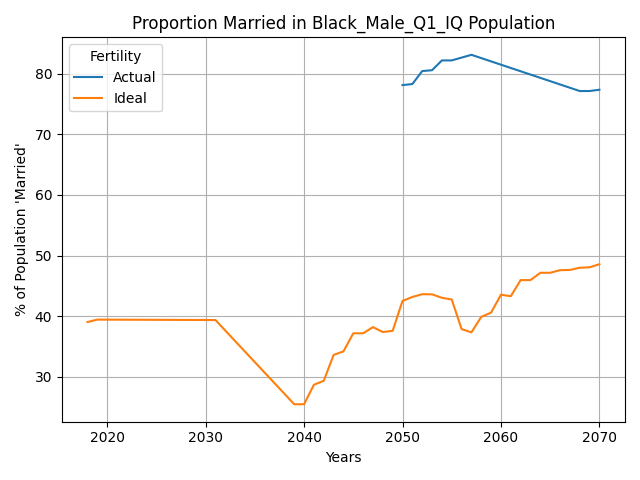 Proportion Married in Black_Male_Q1_IQ Population
Fertility
Actual
Ideal
% of Population 'Married'
80
70
60
50
40
30
2020 2030 2040 2050 2060 2070
Years